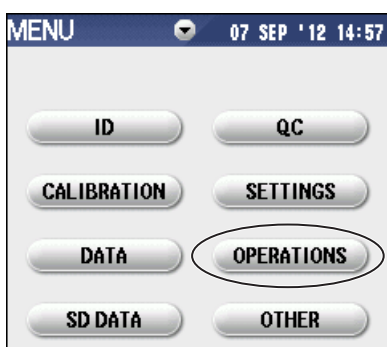 MENU 07 SEP '12 14:57
ID QC
CALIBRATION SETTINGS
DATA OPERATIONS
SD DATA OTHER